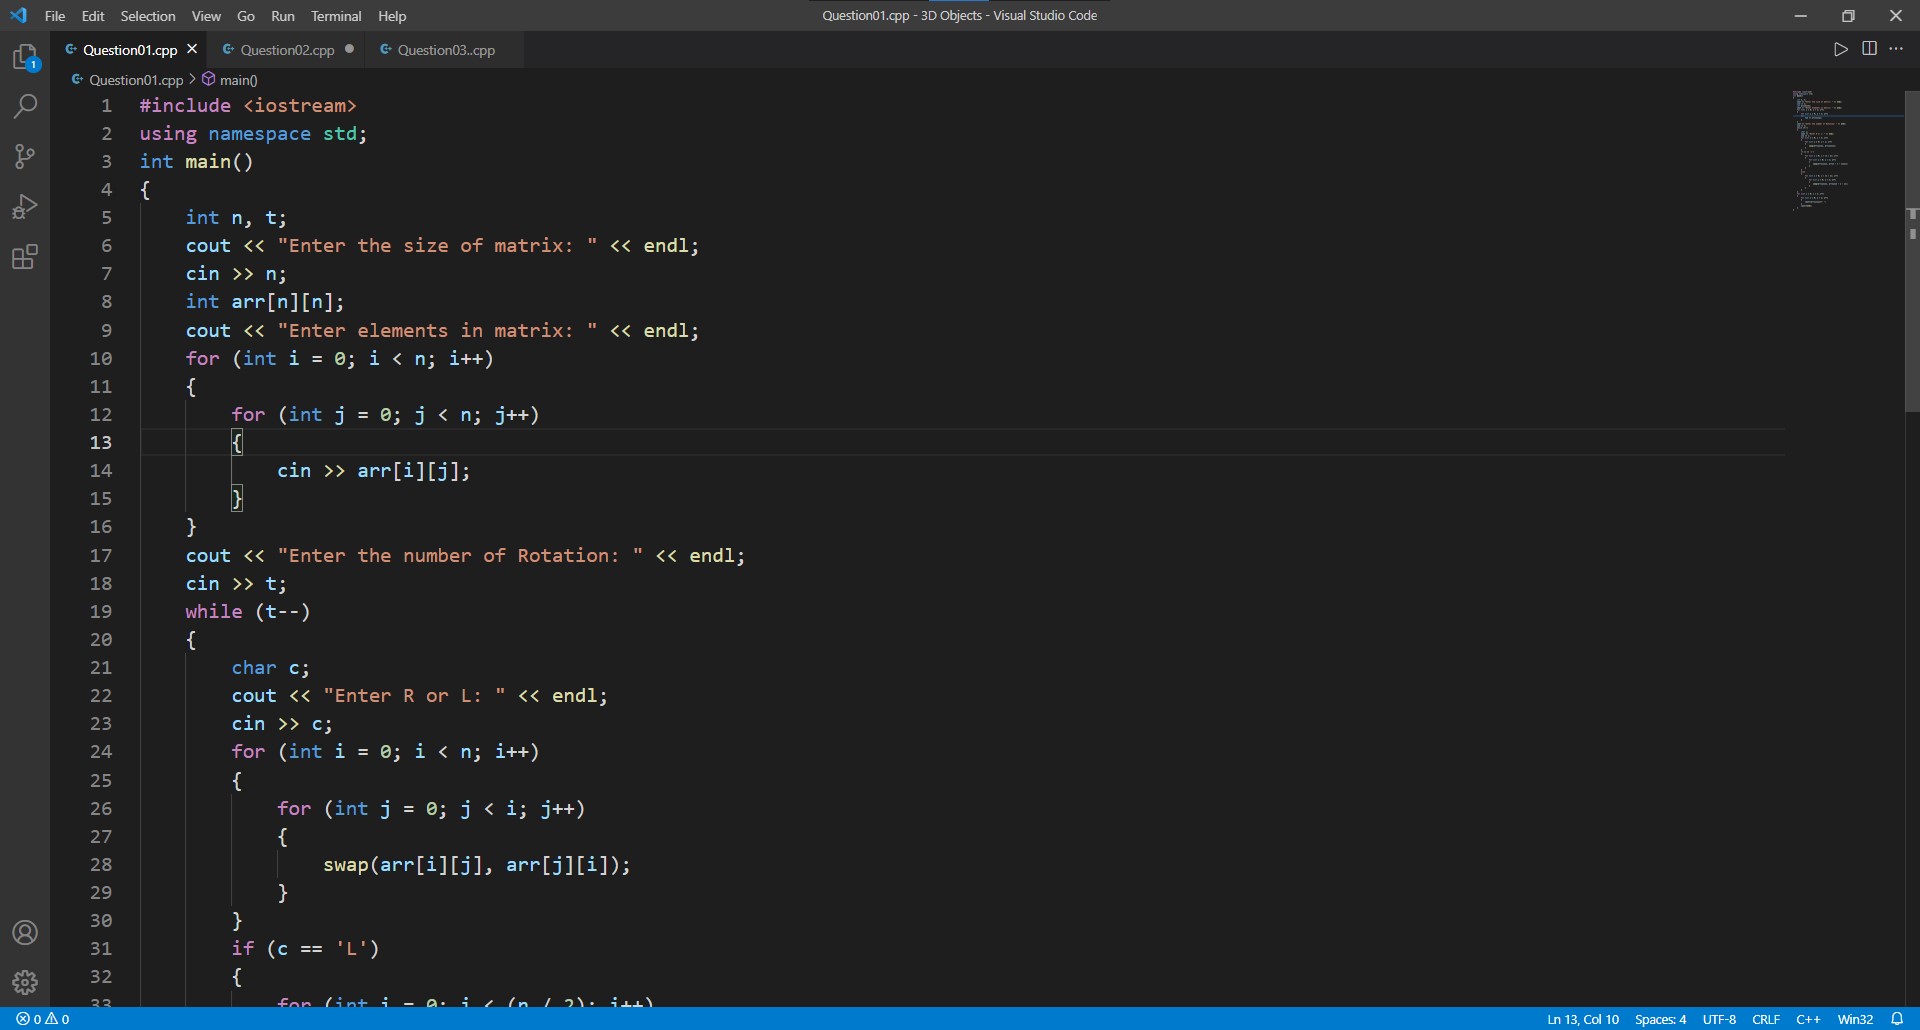 File Edit Selection View Go Run Terminal Help
Question01.cpp - 3D Objects - Visual Studio Code
Question01.cpp Question02.cpp Question03..cpp
Question01.cpp > main()
1 #include <iostream>
2 using namespace std;
3 int main()
4 {
5 int n, t;
6 cout << "Enter the size of matrix: " << endl;
7 cin >> n;
8 int arr[n][n];
9 cout << "Enter elements in matrix: " << endl;
10 for (int i = 0; i < n; i++)
11 {
12 for (int j = 0; j < n; j++)
13 {
14 cin >> arr[i][j];
15 }
16 }
17 cout << "Enter the number of Rotation: " << endl;
18 cin >> t;
19 while (t--)
20 {
21 char c;
22 cout << "Enter R or L: " << endl;
23 cin >> c;
24 for (int i = 0; i < n; i++)
25 {
26 for (int j = 0; j < i; j++)
27 {
28 swap(arr[i][j], arr[j][i]);
29 }
30 }
31 if (c == 'L')
32 {
33 for (int i = 0; i < (n / 2); i++)
1
0 0
Ln 13, Col 10 Spaces: 4 UTF-8 CRLF C++ Win32